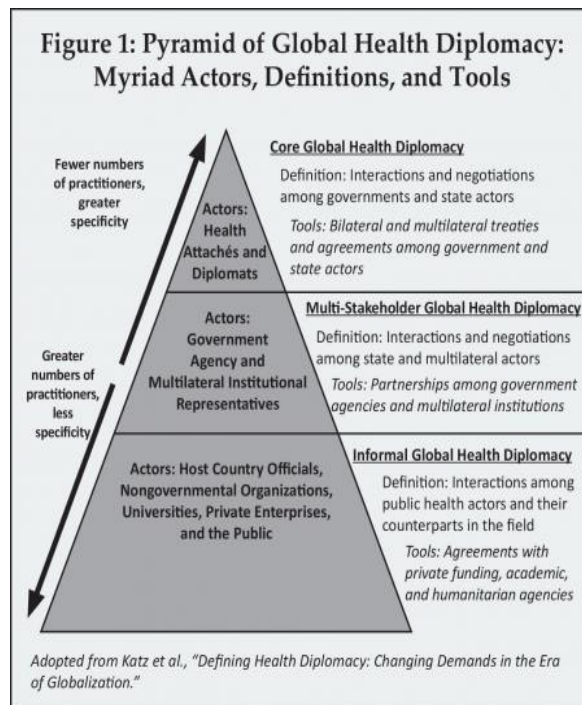 Figure 1: Pyramid of Global Health Diplomacy:
Myriad Actors, Definitions, and Tools
Fewer numbers
of practitioners,
greater
specificity
Greater
numbers of
practitioners,
less
specificity
Actors:
Health
Attachés and
Diplomats
Core Global Health Diplomacy
Definition: Interactions and negotiations
among governments and state actors
Tools: Bilateral and multilateral treaties
and agreements among government and
state actors
Actors:
Government
Agency and
Multilateral Institutional
Representatives
Multi-Stakeholder Global Health Diplomacy
Definition: Interactions and negotiations
among state and multilateral actors
Tools: Partnerships among government
agencies and multilateral institutions
Actors: Host Country Officials,
Nongovernmental Organizations,
Universities, Private Enterprises,
and the Public
Informal Global Health Diplomacy
Definition: Interactions among
public health actors and their
counterparts in the field
Tools: Agreements with
private funding, academic,
and humanitarian agencies
Adopted from Katz et al., “Defining Health Diplomacy: Changing Demands in the Era
of Globalization.”